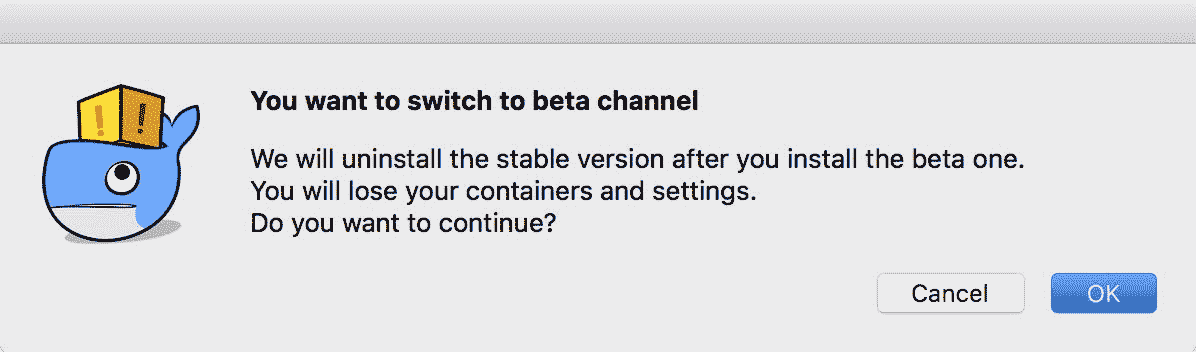 You want to switch to beta channel
We will uninstall the stable version after you install the beta one.
You will lose your containers and settings.
Do you want to continue?
Cancel
OK